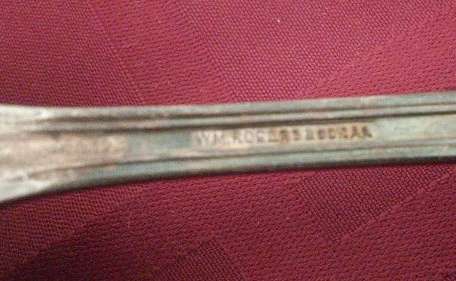 WM. ROGERS & SON. AA